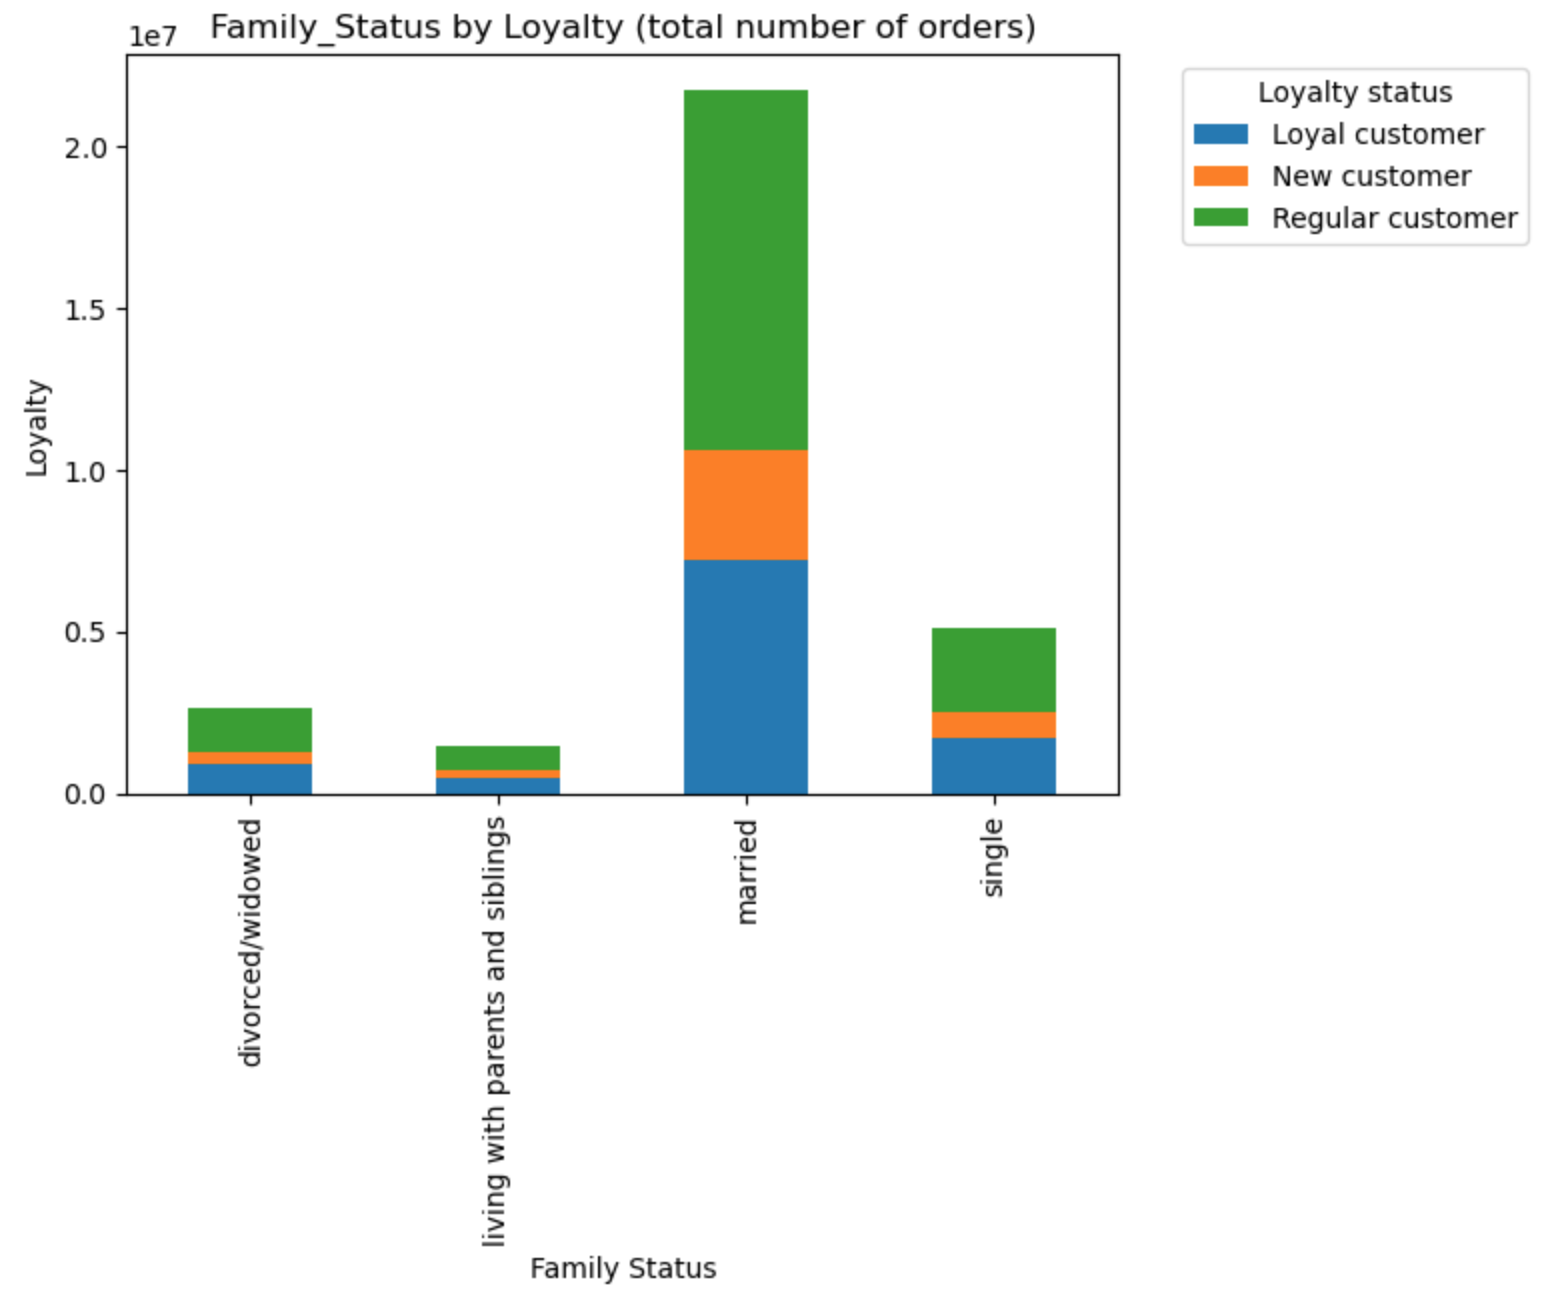 Family_Status by Loyalty (total number of orders)
1e7
2.0
1.5
1.0
0.5
0.0
Loyalty
divorced/widowed
living with parents and siblings
married
single
Family Status
Loyalty status
Loyal customer
New customer
Regular customer